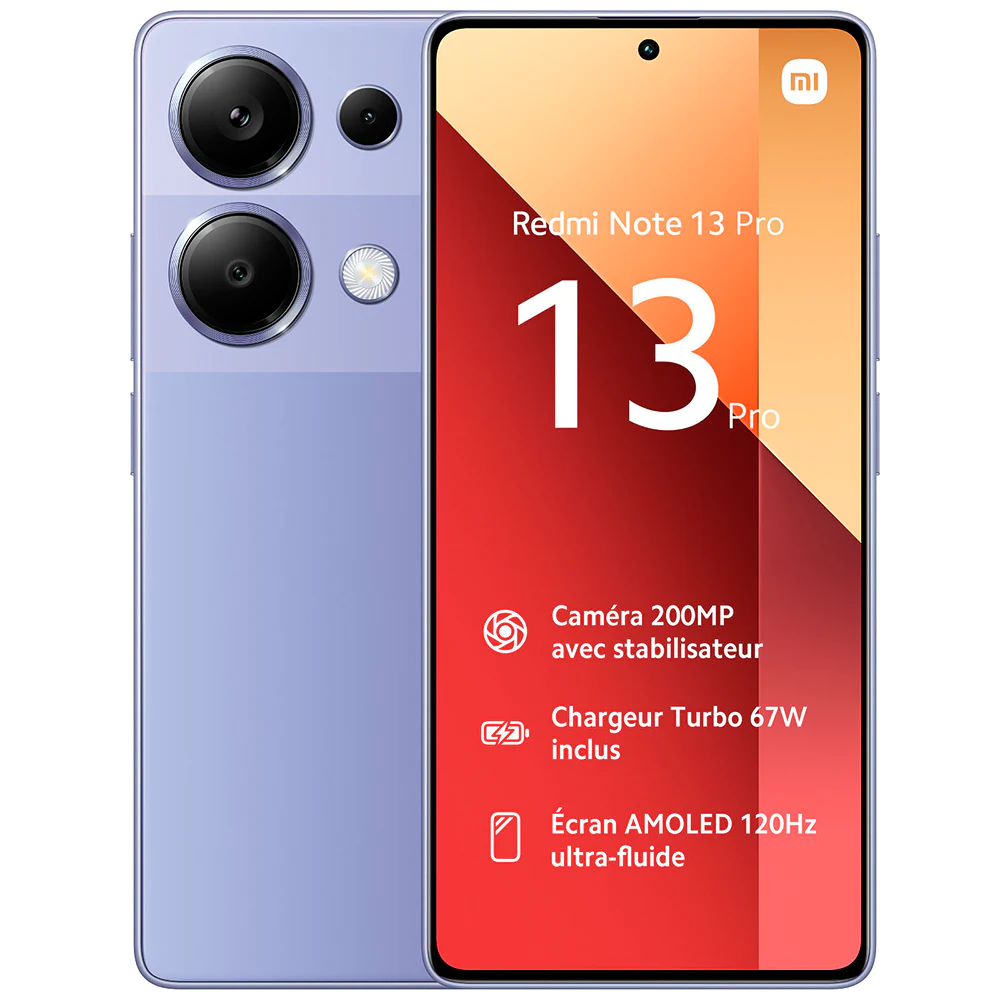 mi
Redmi Note 13 Pro
13 Pro
Caméra 200MP
avec stabilisateur
Chargeur Turbo 67W
inclus
Écran AMOLED 120Hz
ultra-fluide